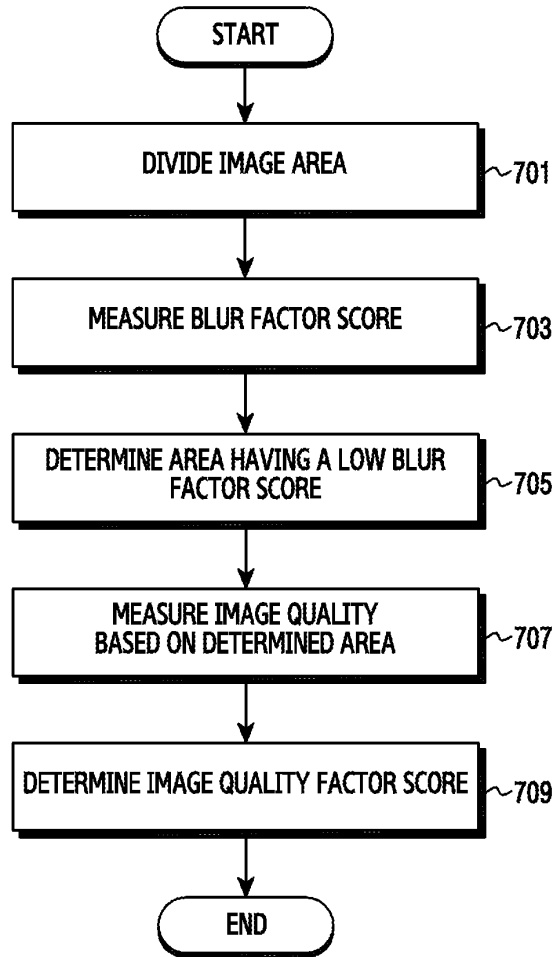 START
DIVIDE IMAGE AREA
701
MEASURE BLUR FACTOR SCORE
703
DETERMINE AREA HAVING A LOW BLUR
FACTOR SCORE
705
MEASURE IMAGE QUALITY
BASED ON DETERMINED AREA
707
DETERMINE IMAGE QUALITY FACTOR SCORE
709
END